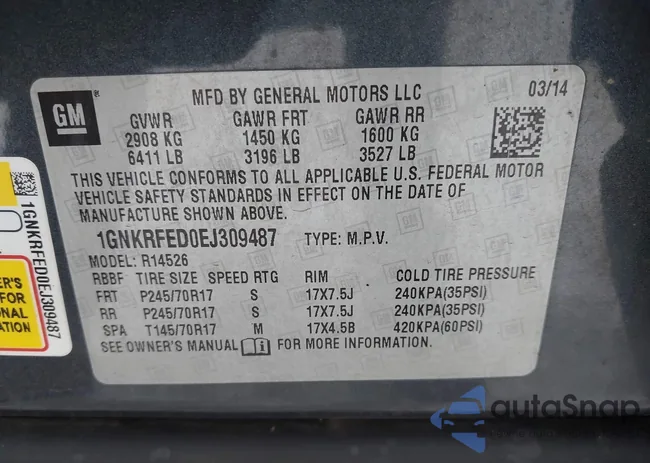 MFD BY GENERAL MOTORS LLC 03/14
GM
GVWR GAWR FRT GAWR RR
2908 KG 1450 KG 1600 KG
6411 LB 3196 LB 3527 LB
THIS VEHICLE CONFORMS TO ALL APPLICABLE U.S. FEDERAL MOTOR
VEHICLE SAFETY STANDARDS IN EFFECT ON THE DATE OF
MANUFACTURE SHOWN ABOVE.
1GNKRFED0EJ309487 TYPE: M.P.V.
MODEL: R14526
RBBF TIRE SIZE SPEED RTG RIM COLD TIRE PRESSURE
FRT P245/70R17 S 17X7.5J 240KPA(35PSI)
RR P245/70R17 S 17X7.5J 240KPA(35PSI)
SPA T145/70R17 M 17X4.5B 420KPA(60PSI)
SEE OWNER'S MANUAL i FOR MORE INFORMATION.
1GNKRFED0EJ309487
ER'S
FOR
ONAL
ATION
autoSnap